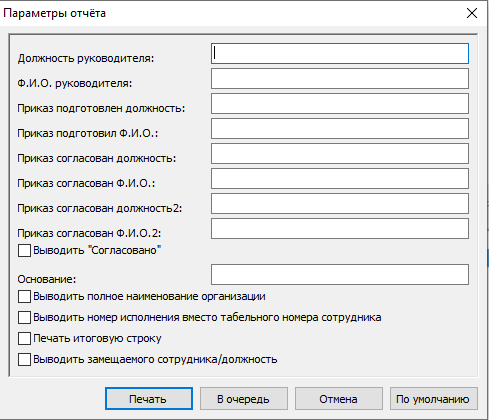 Параметры отчёта
Должность руководителя:
Ф.И.О. руководителя:
Приказ подготовлен должность:
Приказ подготовил Ф.И.О.:
Приказ согласован должность:
Приказ согласован Ф.И.О.:
Приказ согласован должность2:
Приказ согласован Ф.И.О.2:
Выводить "Согласовано"
Основание:
Выводить полное наименование организации
Выводить номер исполнения вместо табельного номера сотрудника
Печать итоговую строку
Выводить замещаемого сотрудника/должность
Печать В очередь Отмена По умолчанию